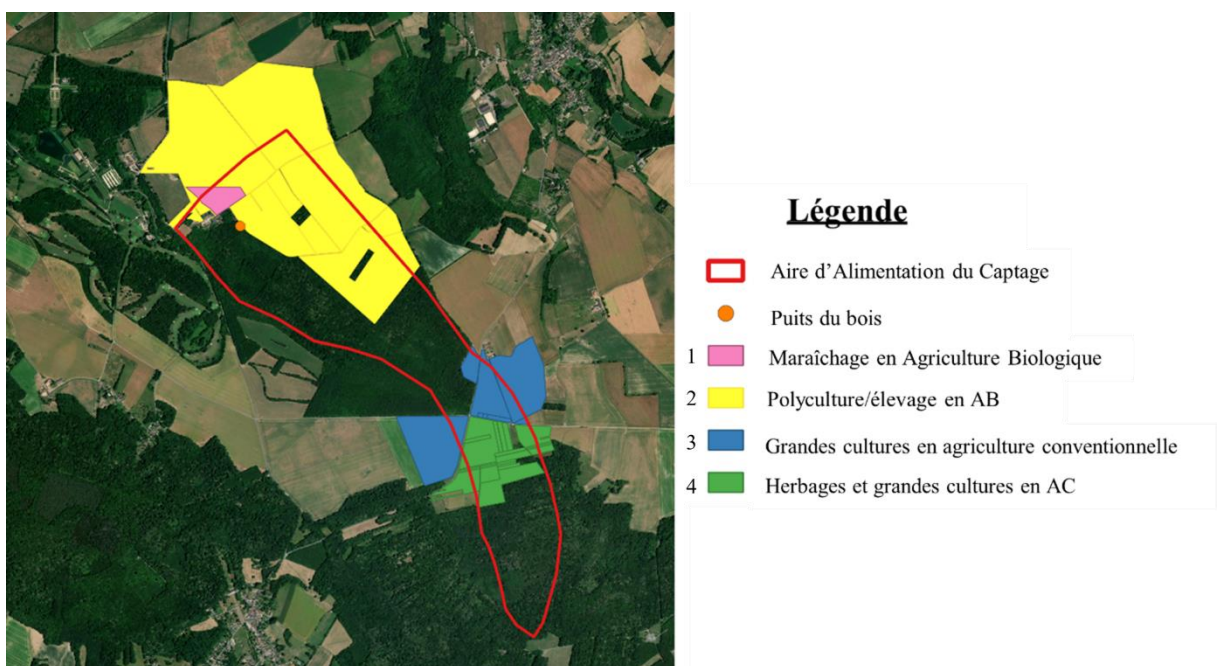 Légende
Aire d’Alimentation du Captage
Puits du bois
1 Maraîchage en Agriculture Biologique
2 Polyculture/élevage en AB
3 Grandes cultures en agriculture conventionnelle
4 Herbages et grandes cultures en AC